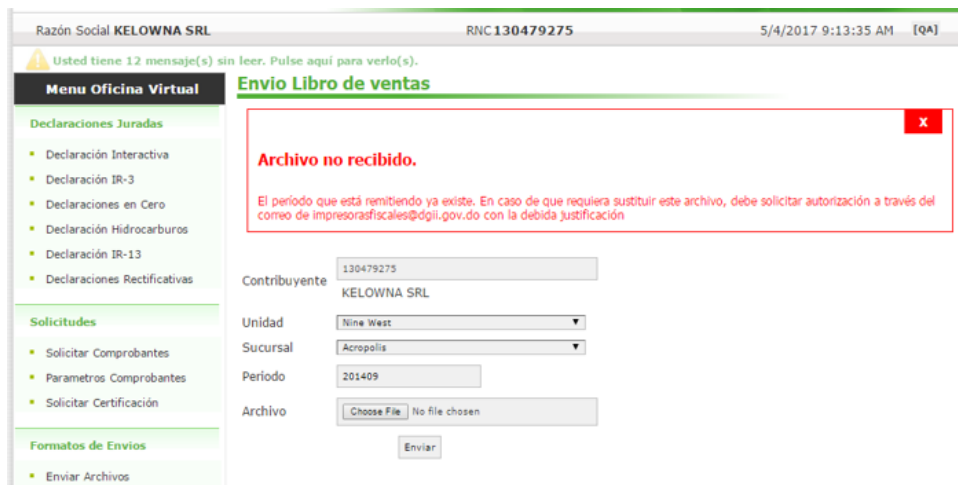 Razón Social KELOWNA SRL RNC 130479275 5/4/2017 9:13:35 AM [QA]
Usted tiene 12 mensaje(s) sin leer. Pulse aquí para verlo(s).
Menu Oficina Virtual
Declaraciones Juradas
Declaración Interactiva
Declaración IR-3
Declaraciones en Cero
Declaración Hidrocarburos
Declaración IR-13
Declaraciones Rectificativas
Solicitudes
Solicitar Comprobantes
Parametros Comprobantes
Solicitar Certificación
Formatos de Envios
Enviar Archivos
Envio Libro de ventas
X
Archivo no recibido.
El período que está remitiendo ya existe. En caso de que requiera sustituir este archivo, debe solicitar autorización a través del
correo de impresorasfiscales@dgii.gov.do con la debida justificación
Contribuyente 130479275
KELOWNA SRL
Unidad Nine West
Sucursal Acropolis
Periodo 201409
Archivo Choose File No file chosen
Enviar